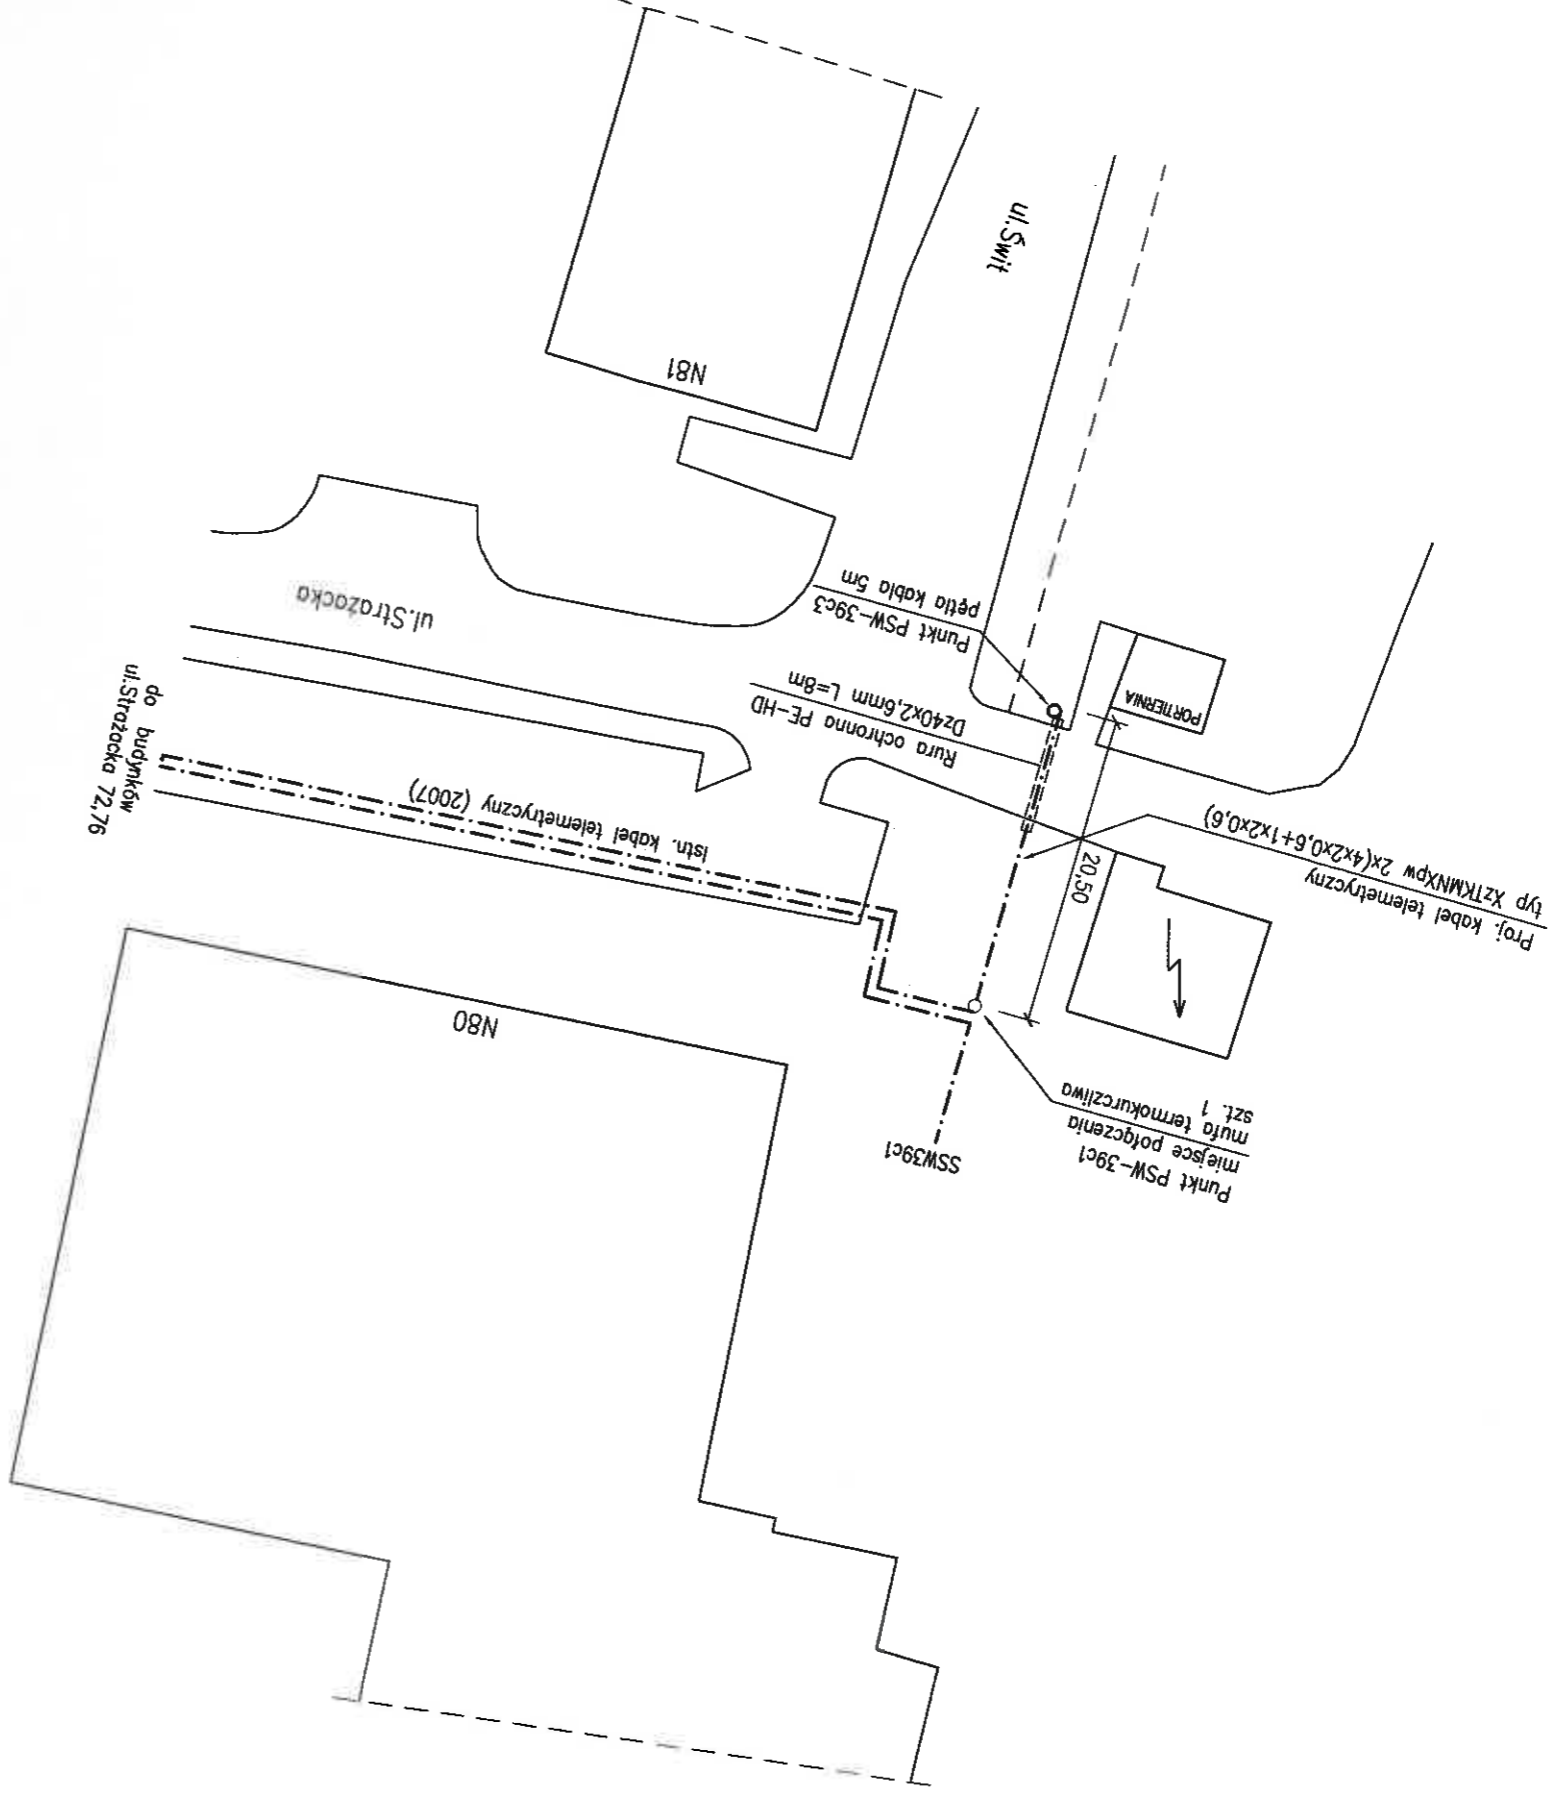 Punkt PSW-39c1
miejsce połączenia
mufa termokurczliwa
szt. 1
SSW39c1
N80
Proj. kabel telemetryczny
typ XzTKMNXpw 2x(4x2x0,6+1x2x0,6)
20,50
istn. kabel telemetryczny (2007)
do budynków
ul.Strażacka 72,76
PORTIERNIA
Rura ochronna PE-HD
Dz40x2,6mm L=8m
Punkt PSW-39c3
pętla kabla 5m
ul.Strażacka
N81
ul.Świt